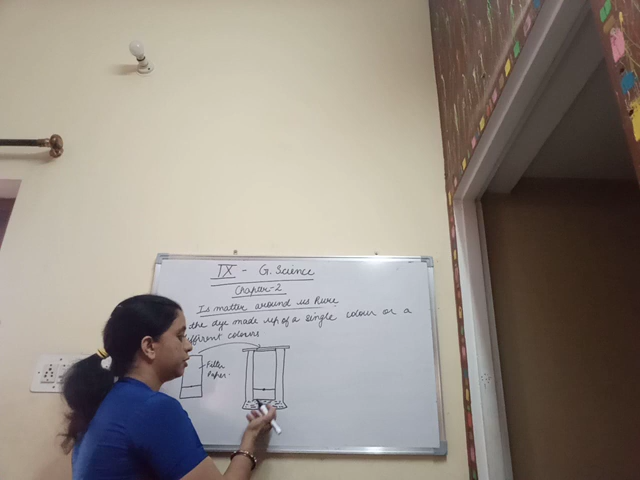 IX - G. Science
Chapter-2
Is matter around us Pure
the dye made up of a single colour or a
different colours
Filter
Paper-